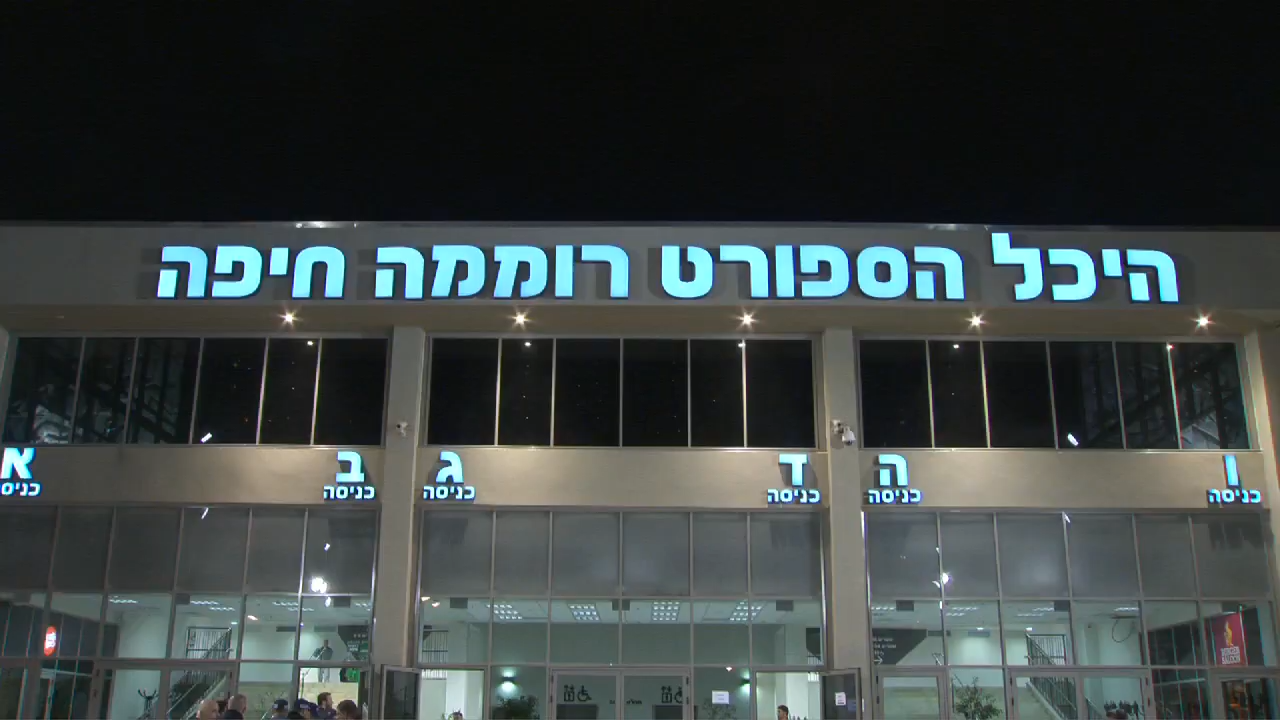 היכל הספורט רוממה חיפה
ו
כניסה
ה
כניסה
ד
כניסה
ג
כניסה
ב
כניסה
א
כניסה